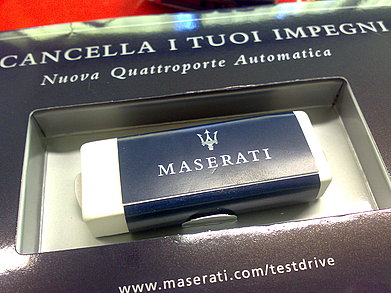 CANCELLA I TUOI IMPEGNI
Nuova Quattroporte Automatica
MASERATI
www.maserati.com/testdrive